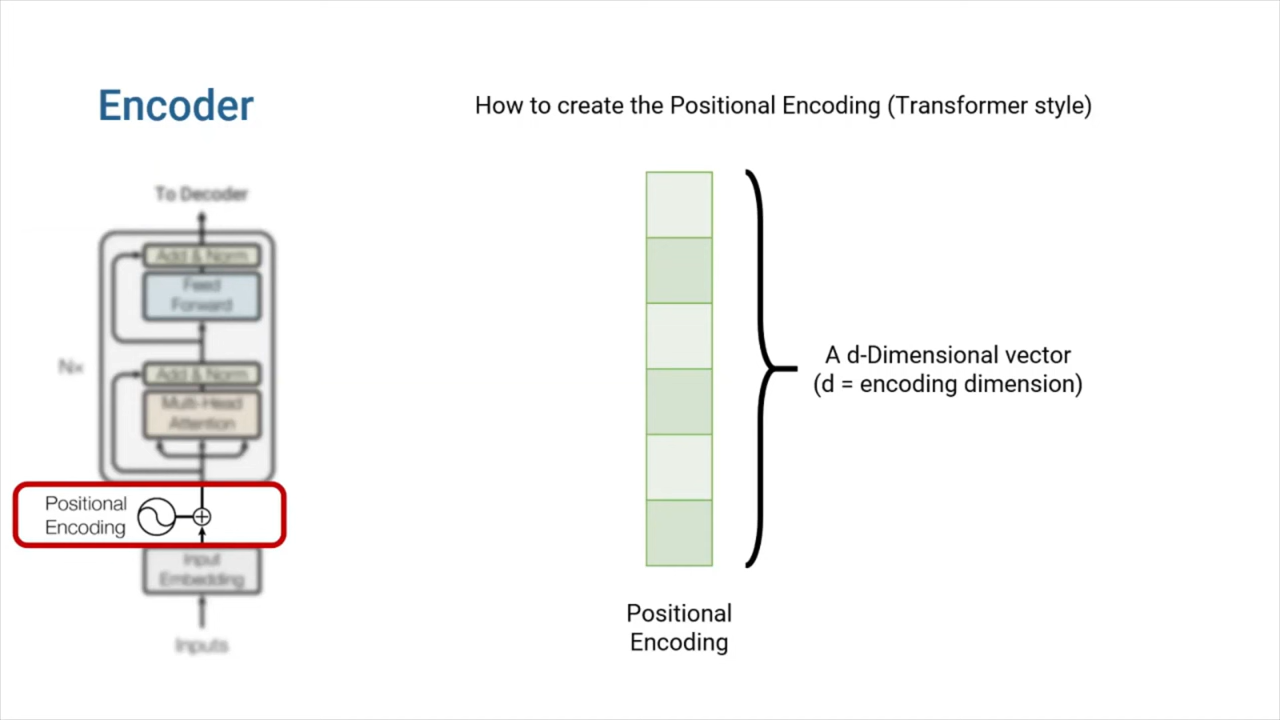 Encoder
How to create the Positional Encoding (Transformer style)
To Decoder
Add & Norm
Feed
Forward
Nx
Add & Norm
Multi-Head
Attention
Positional
Encoding
Input
Embedding
Inputs
A d-Dimensional vector
(d = encoding dimension)
Positional
Encoding